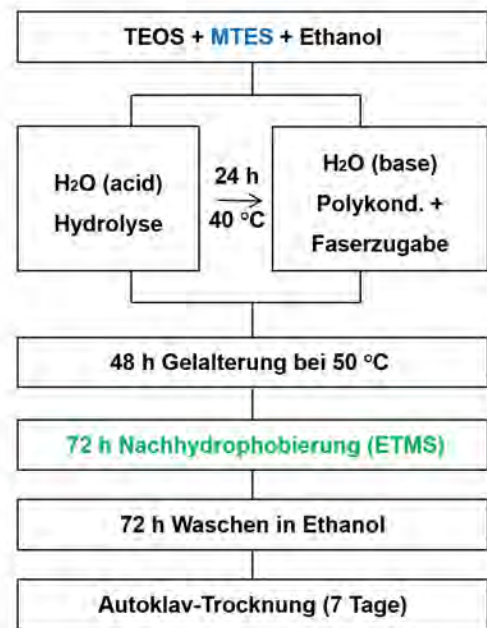 TEOS + MTES + Ethanol
H₂O (acid)
Hydrolyse
24 h
40 °C
H₂O (base)
Polykond. +
Faserzugabe
48 h Gelalterung bei 50 °C
72 h Nachhydrophobierung (ETMS)
72 h Waschen in Ethanol
Autoklav-Trocknung (7 Tage)